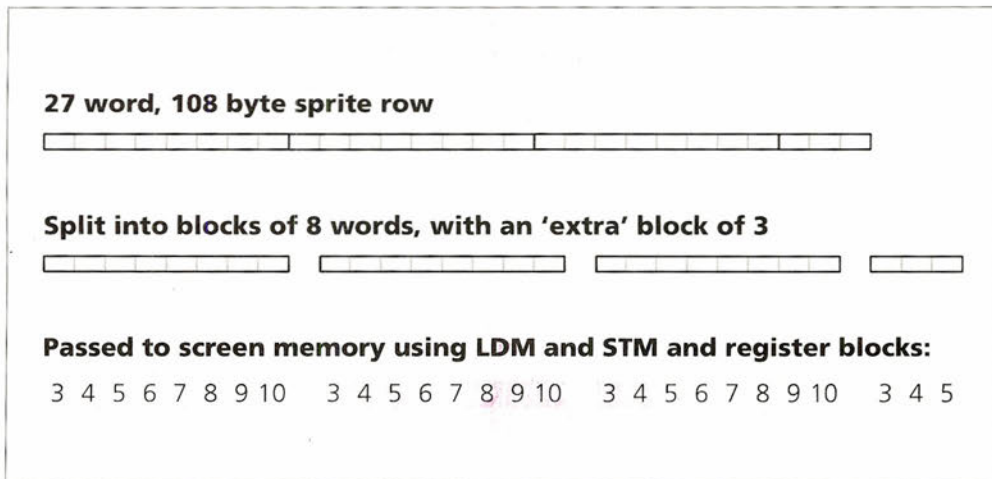 27 word, 108 byte sprite row
Split into blocks of 8 words, with an ‘extra’ block of 3
Passed to screen memory using LDM and STM and register blocks:
3 4 5 6 7 8 9 10 3 4 5 6 7 8 9 10 3 4 5 6 7 8 9 10 3 4 5